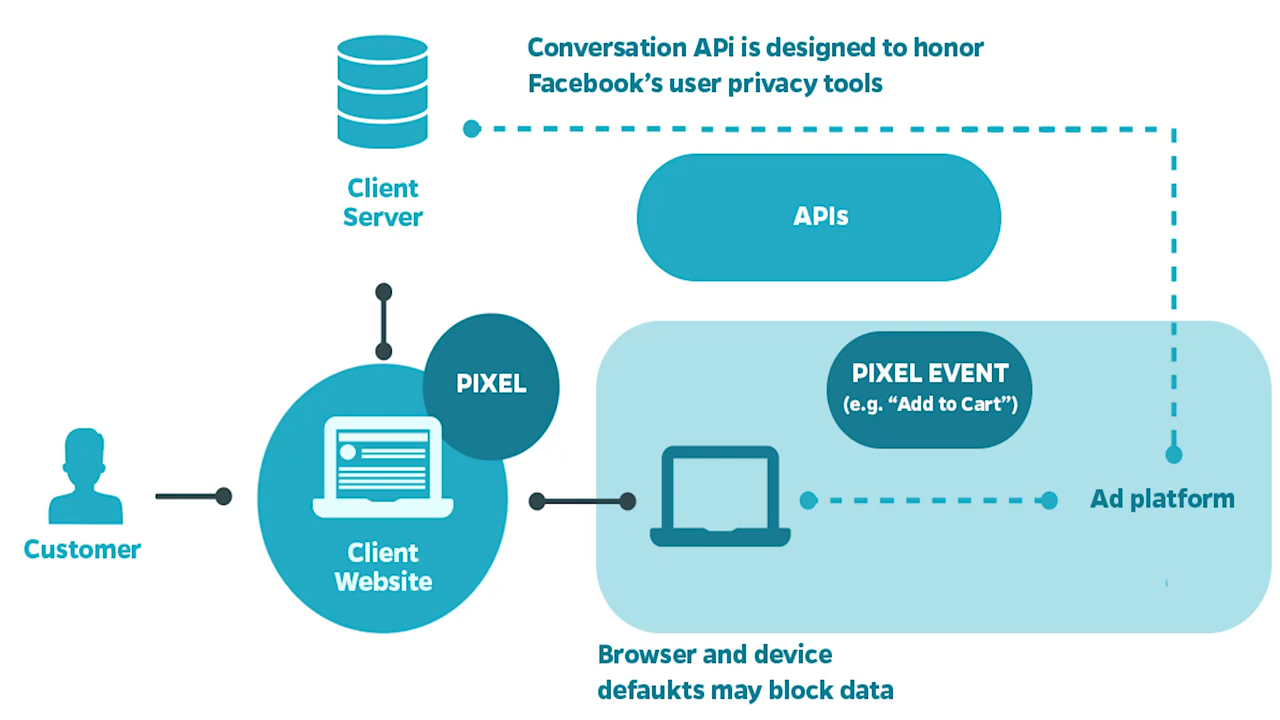 Conversation APi is designed to honor
Facebook's user privacy tools
Client
Server
APIs
PIXEL
PIXEL EVENT
(e.g. “Add to Cart”)
Customer
Client
Website
Ad platform
Browser and device
defaukts may block data